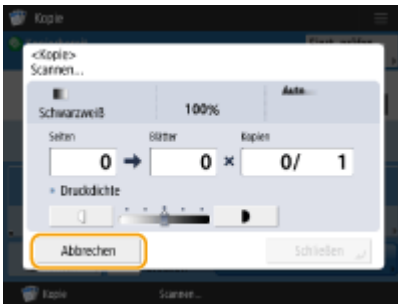 Kopie
<Kopie>
Scannen...
Auto
Schwarzweiß
100%
Seiten
Blätter
Kopien
0
0
×
0/ 1
Druckdichte
Abbrechen
Schließen
Kopie
Scannen...